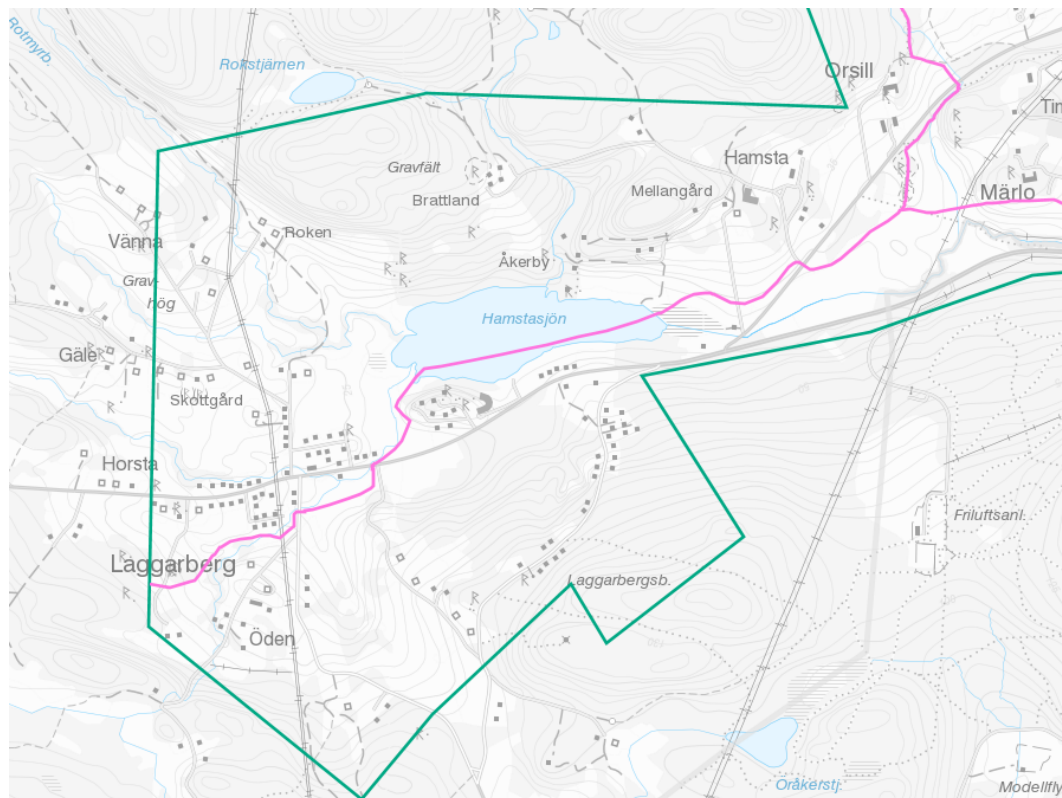 Rotmyrb.
Rokstjärnen
Orsill
Tim
Gravfält
Hamsta
Mellangård
Brattland
Märlo
Vänna
Roken
Åkerby
Grav-
hög
Hamstasjön
Gäle
Skottgård
Horsta
Friluftsanl.
Laggarberg
Laggarbergsb.
Öden
Oråkerstj.
Modellfly